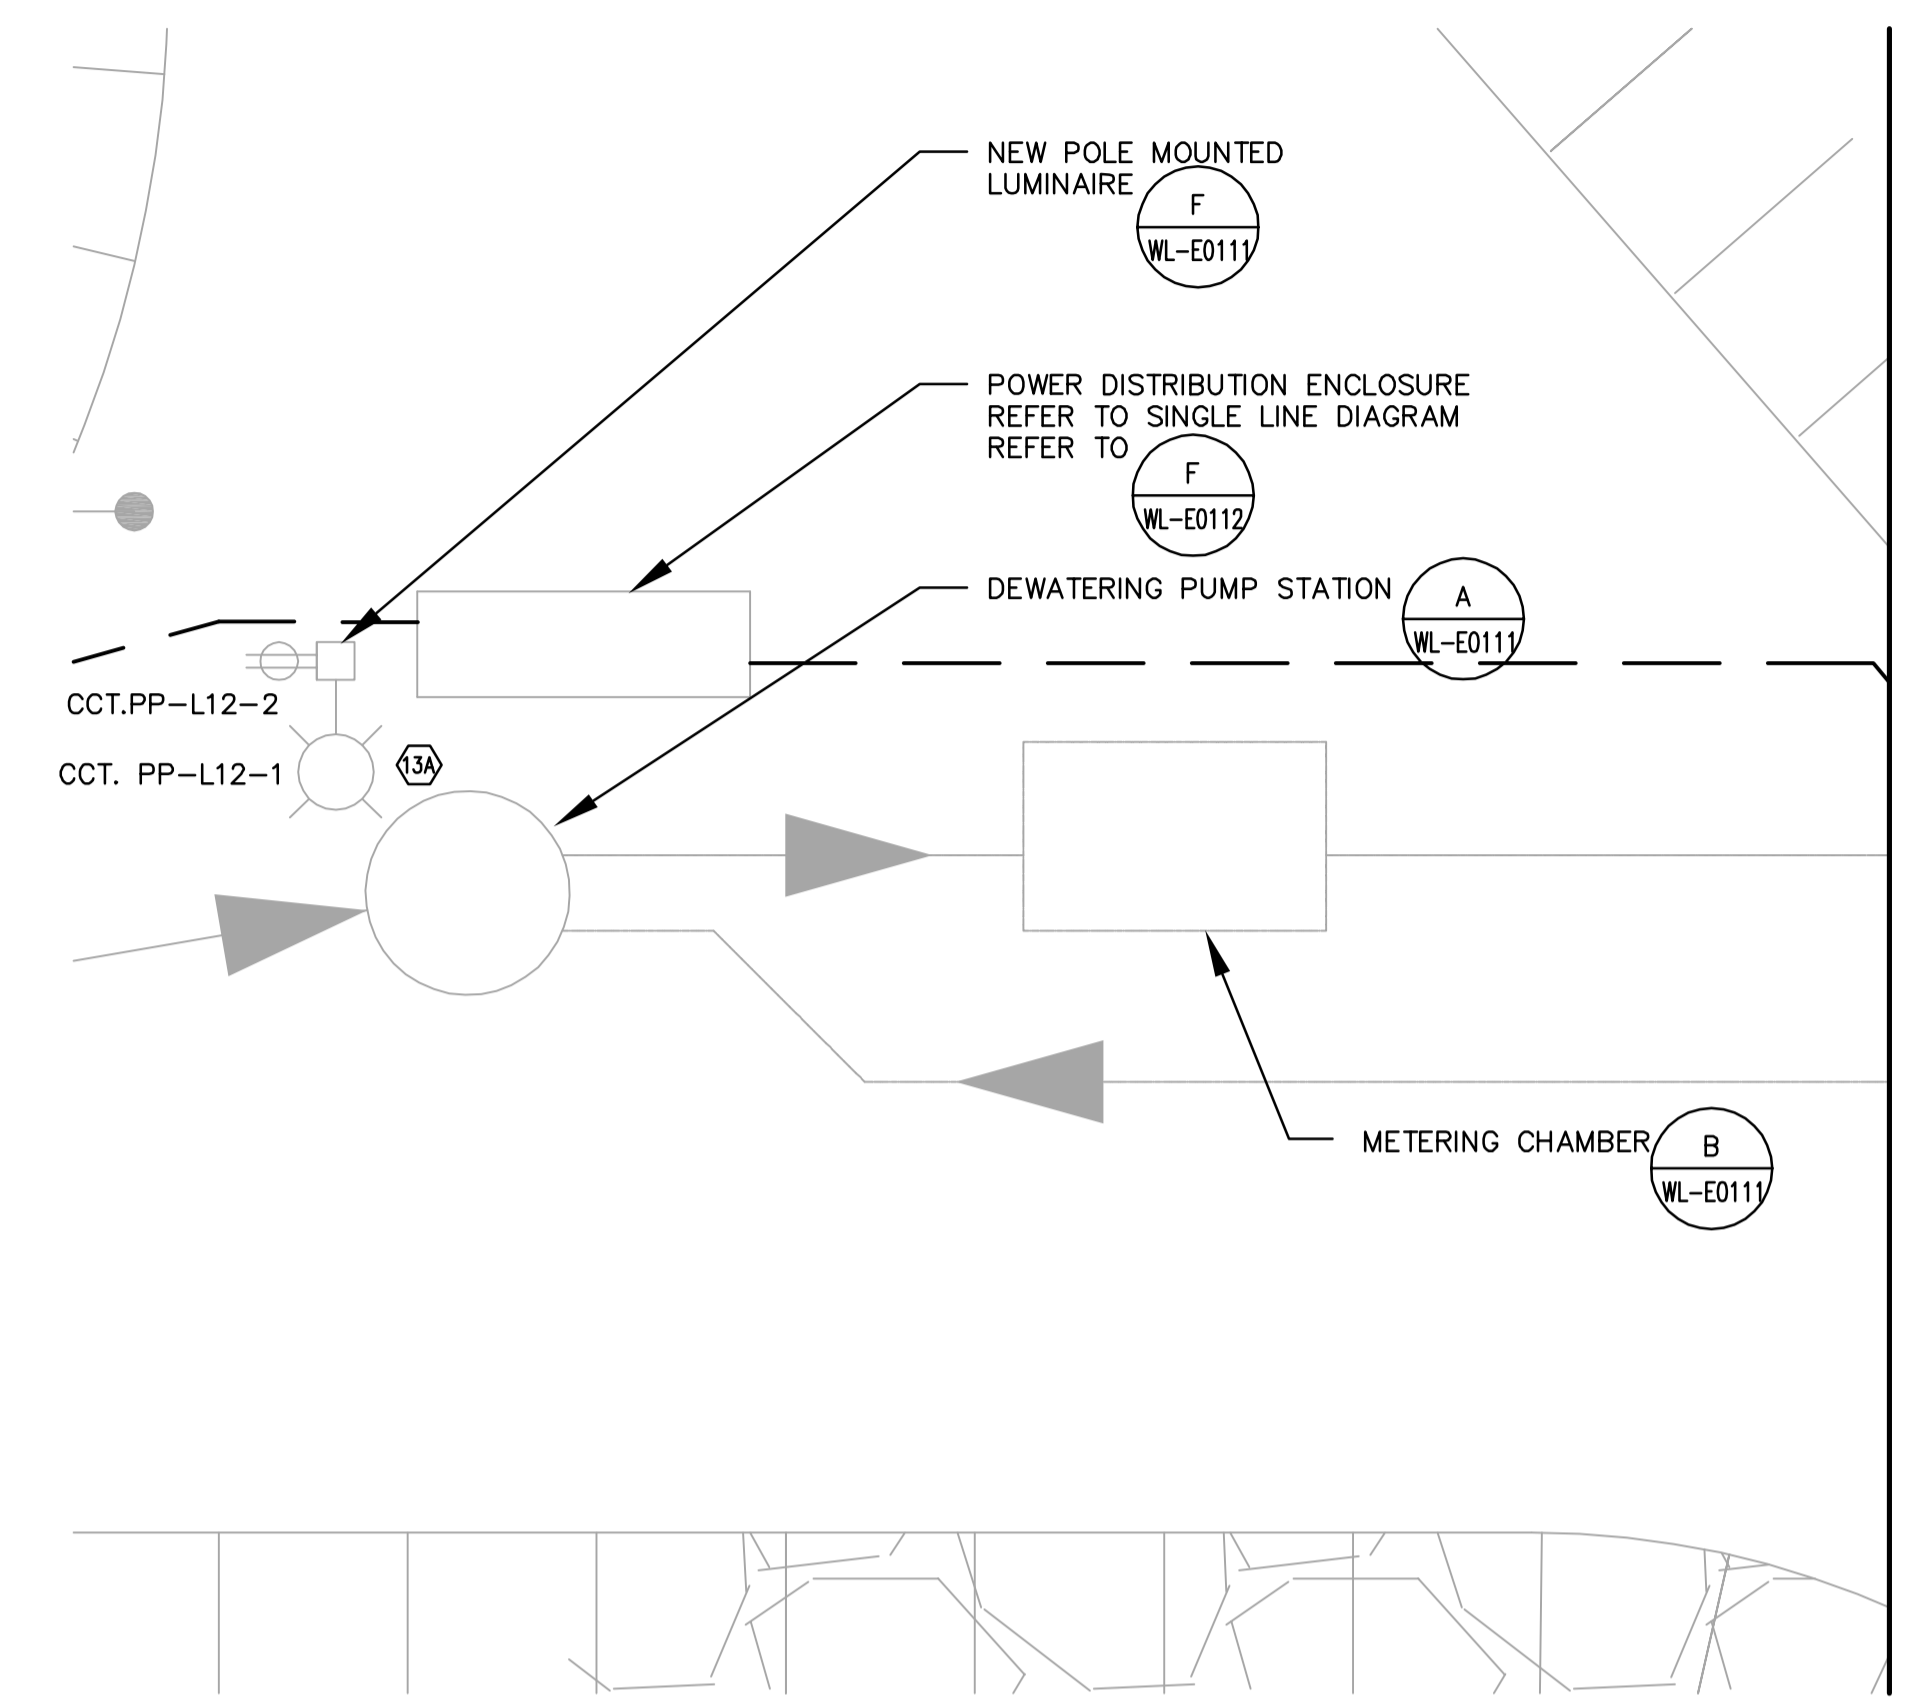 NEW POLE MOUNTED
LUMINAIRE
F
WL-E0111
POWER DISTRIBUTION ENCLOSURE
REFER TO SINGLE LINE DIAGRAM
REFER TO
F
WL-E0112
DEWATERING PUMP STATION
A
WL-E0111
CCT.PP-L12-2
CCT. PP-L12-1
13A
METERING CHAMBER
B
WL-E0111